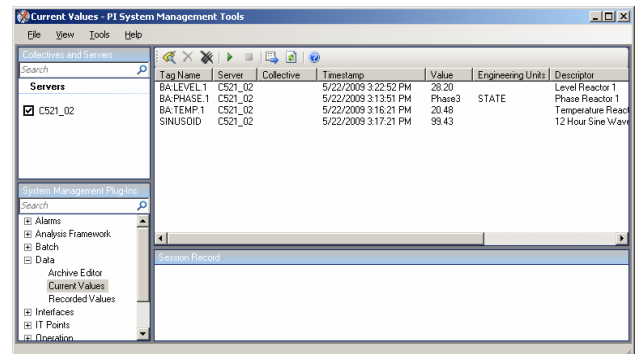 Current Values - PI System Management Tools
File View Tools Help
Collectives and Servers
Search
Servers
C521_02
System Management Plug-Ins
Search
Alarms
Analysis Framework
Batch
Data
Archive Editor
Current Values
Recorded Values
Interfaces
IT Points
Operation
Tag Name Server Collective Timestamp Value Engineering Units Descriptor
BA:LEVEL.1 C521_02 5/22/2009 3:22:52 PM 28.20 Level Reactor 1
BA:PHASE.1 C521_02 5/22/2009 3:13:51 PM Phase3 STATE Phase Reactor 1
BA:TEMP.1 C521_02 5/22/2009 3:16:21 PM 20.48 Temperature React
SINUSOID C521_02 5/22/2009 3:17:21 PM 99.43 12 Hour Sine Wave
Session Record